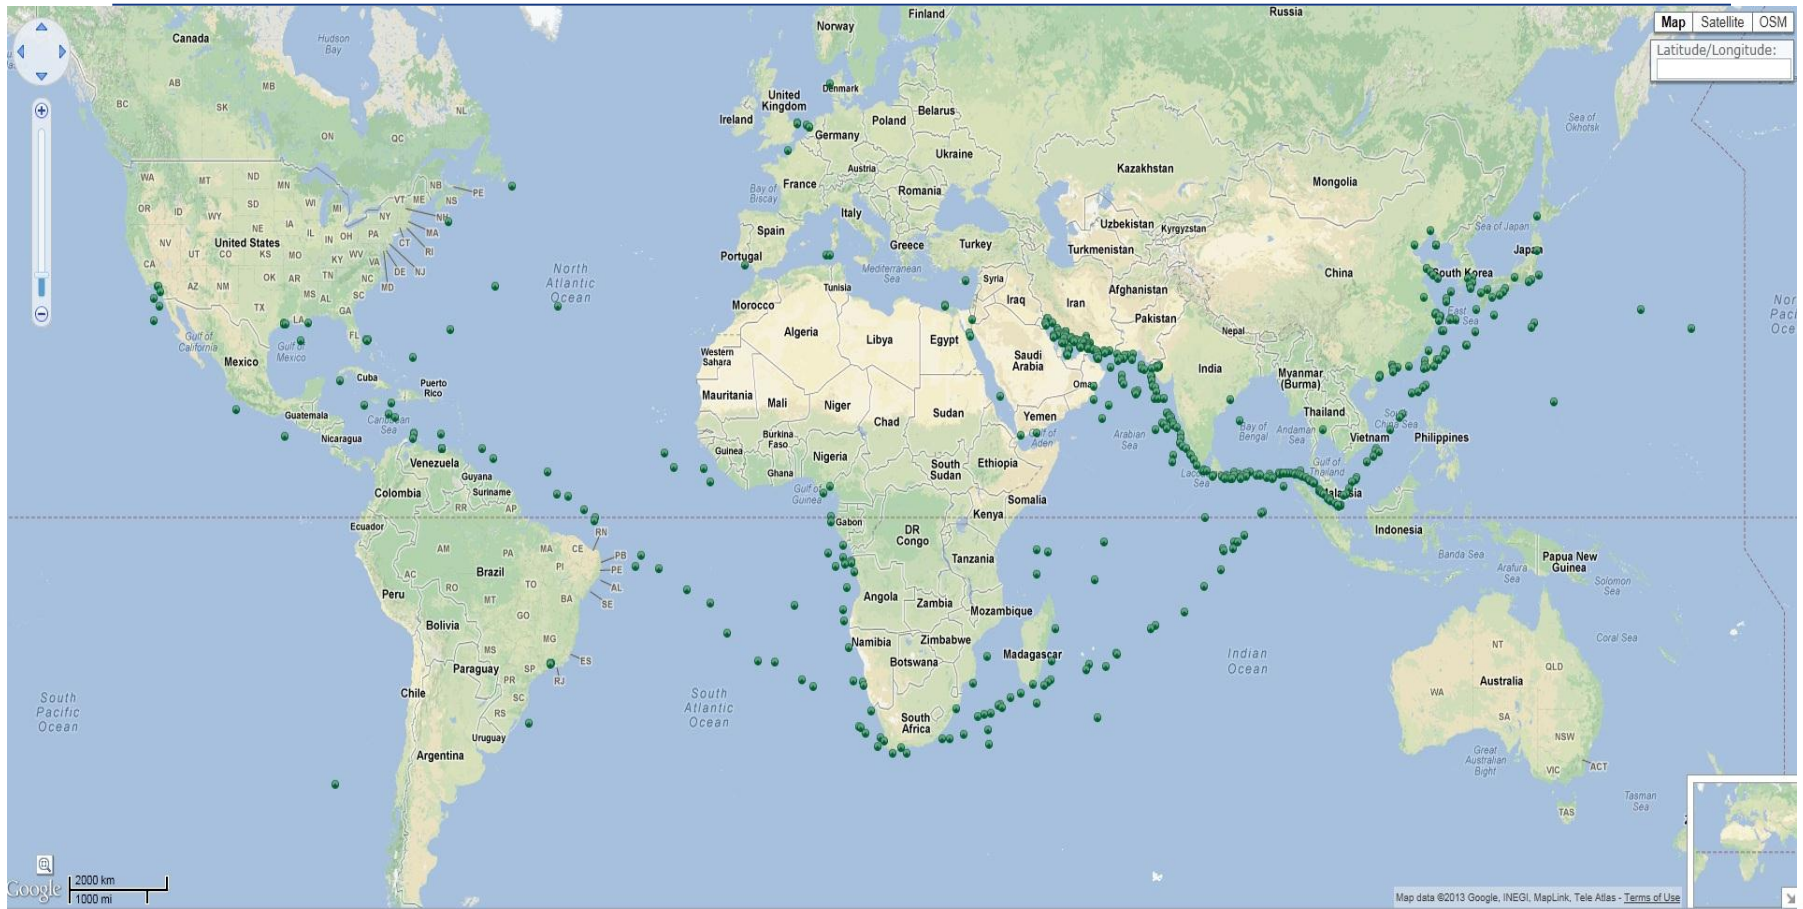 Canada
Hudson
Bay
Norway
Finland
Russia
Map
Satellite
OSM
Latitude/Longitude:
AB
MB
BC
SK
NL
ON
QC
Denmark
United
Kingdom
Ireland
Germany
Poland
Belarus
Sea of
Okhotsk
Ukraine
Austria
France
Bay of
Biscay
Romania
Kazakhstan
Mongolia
WA
MT
ND
MN
NB
PE
VT
ME
NS
OR
ID
WY
SD
WI
MI
NY
NH
MA
NE
IA
IL
IN
OH
PA
CT
RI
NV
UT
CO
United States
KS
MO
KY
WV
VA
DE
NJ
MD
CA
AZ
NM
OK
AR
TN
NC
MS
AL
SC
GA
TX
LA
FL
Italy
Spain
Portugal
Greece
Turkey
Uzbekistan
Kyrgyzstan
Turkmenistan
Sea of Japan
Japan
China
South Korea
East
Sea
North
Atlantic
Ocean
Mediterranean
Sea
Syria
Tunisia
Morocco
Iraq
Iran
Afghanistan
Pakistan
Nepal
Algeria
Libya
Egypt
Saudi
Arabia
India
Myanmar
(Burma)
Gulf of
California
Gulf of
Mexico
Mexico
Cuba
Puerto
Rico
Western
Sahara
Mauritania
Mali
Niger
Chad
Sudan
Oman
Yemen
Gulf of
Aden
Arabian
Sea
Bay of
Bengal
Andaman
Sea
Thailand
Vietnam
South
China Sea
Philippines
Guatemala
Nicaragua
Caribbean
Sea
Venezuela
Guyana
Suriname
Colombia
Guinea
Burkina
Faso
Ghana
Nigeria
Gulf of
Guinea
South
Sudan
Ethiopia
Somalia
Laccadive
Sea
Gulf of
Thailand
Malaysia
Ecuador
RR
AP
Gabon
DR
Congo
Kenya
Tanzania
Indonesia
Banda Sea
Arafura
Sea
Papua New
Guinea
Solomon
Sea
AM
PA
MA
CE
RN
PB
PE
AL
SE
PI
Brazil
AC
RO
TO
BA
MT
GO
MG
MS
ES
RJ
SP
PR
SC
RS
Peru
Bolivia
Paraguay
Chile
Uruguay
Argentina
Angola
Zambia
Mozambique
Namibia
Zimbabwe
Botswana
Madagascar
South
Africa
South
Pacific
Ocean
South
Atlantic
Ocean
Indian
Ocean
Coral Sea
NT
QLD
WA
Australia
SA
NSW
VIC
ACT
TAS
Great
Australian
Bight
Tasman
Sea
Google
2000 km
1000 mi
Map data ©2013 Google, INEGI, MapLink, Tele Atlas - Terms of Use